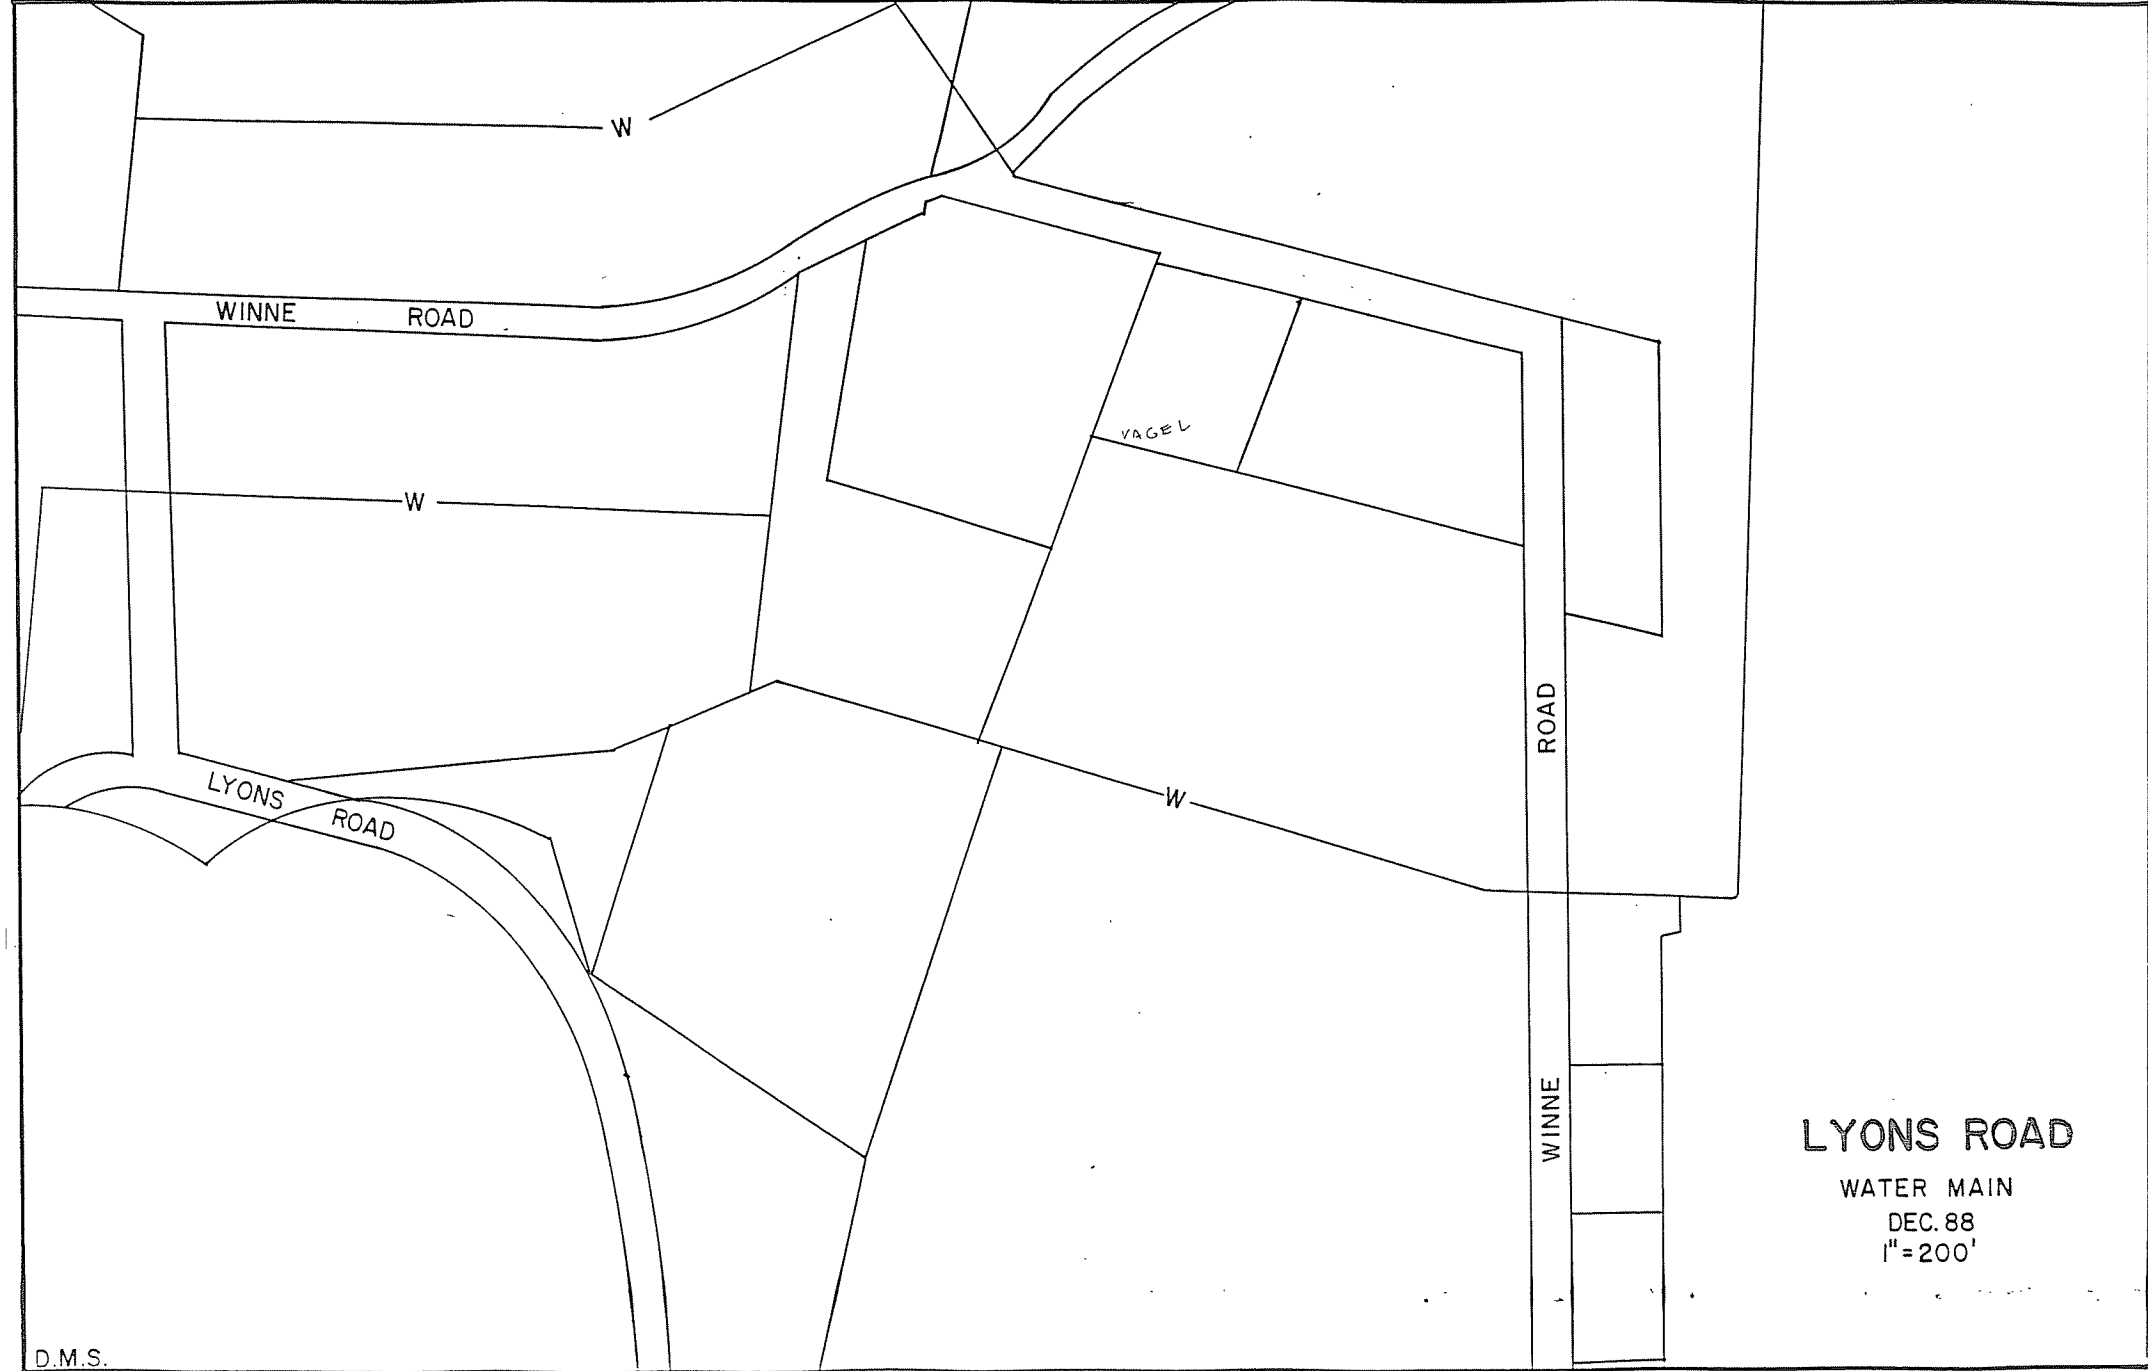 W
WINNE ROAD
VAGEL
W
ROAD
LYONS ROAD
W
WINNE
LYONS ROAD
WATER MAIN
DEC. 88
1"=200'
D.M.S.